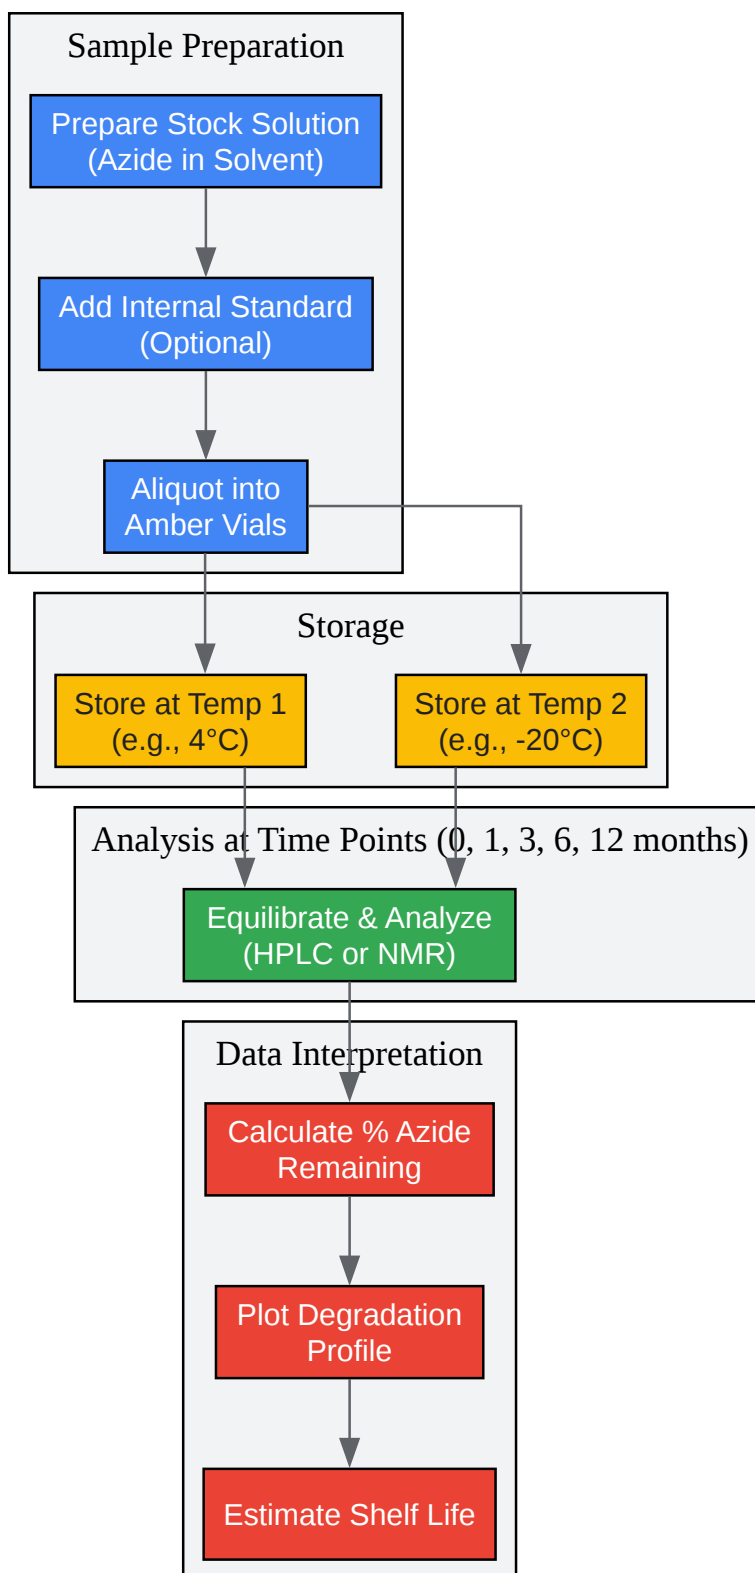 Sample Preparation
Prepare Stock Solution
(Azide in Solvent)
Add Internal Standard
(Optional)
Aliquot into
Amber Vials
Storage
Store at Temp 1
(e.g., 4°C)
Store at Temp 2
(e.g., -20°C)
Analysis at Time Points (0, 1, 3, 6, 12 months)
Equilibrate & Analyze
(HPLC or NMR)
Data Interpretation
Calculate % Azide
Remaining
Plot Degradation
Profile
Estimate Shelf Life